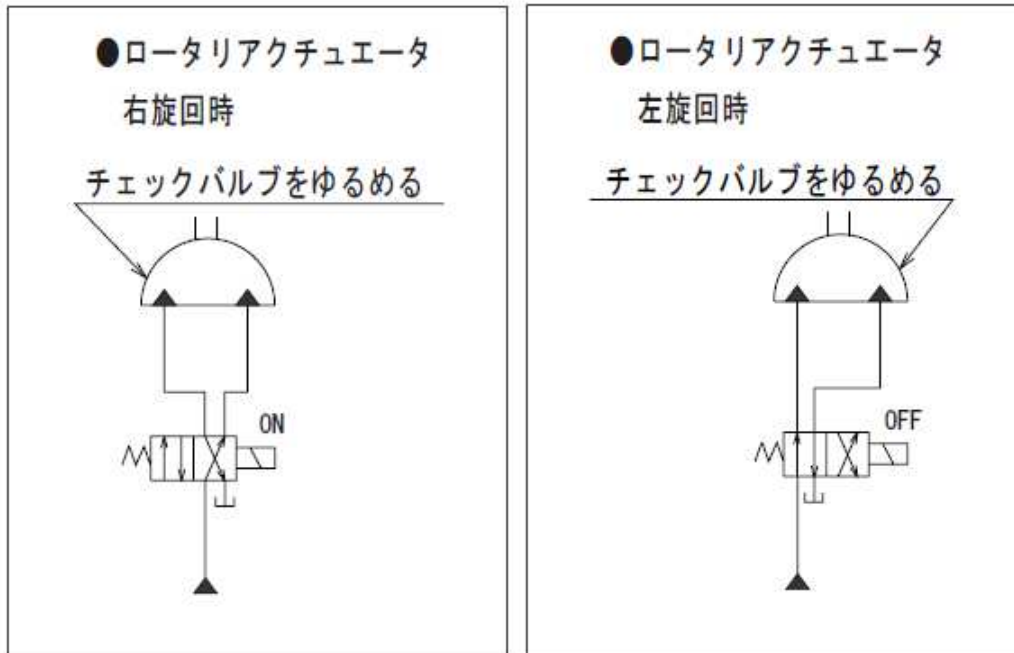 ●ロータリアクチュエータ
右旋回時
チェックバルブをゆるめる
ON
●ロータリアクチュエータ
左旋回時
チェックバルブをゆるめる
OFF